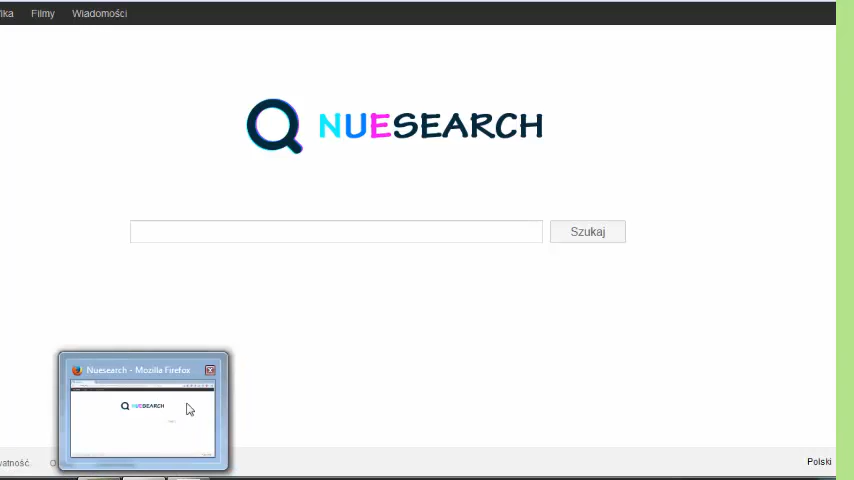 Filmy Wiadomości
NUESEARCH
Szukaj
Nuesearch - Mozilla Firefox
NUESEARCH
Polski